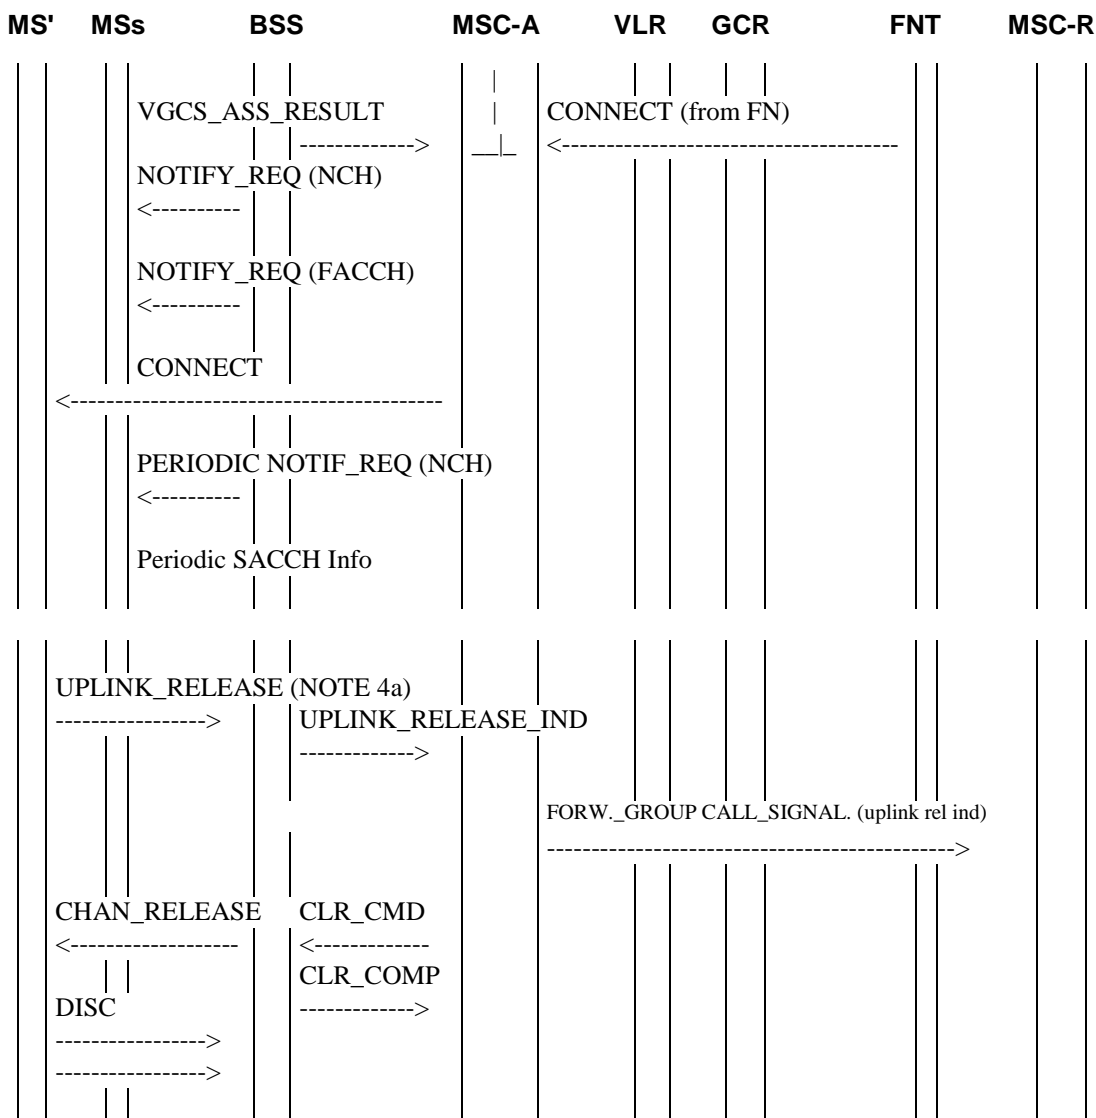 MS' MSs BSS MSC-A VLR GCR FNT MSC-R
VGCS_ASS_RESULT CONNECT (from FN)
-------------> <--------------------------------------
NOTIFY_REQ (NCH)
<-----------
NOTIFY_REQ (FACCH)
<-----------
CONNECT
<-----------------------------------------
PERIODIC NOTIF_REQ (NCH)
<-----------
Periodic SACCH Info
UPLINK_RELEASE (NOTE 4a)
-----------------> UPLINK_RELEASE_IND
------------->
FORW._GROUP CALL_SIGNAL. (uplink rel ind)
---------------------------------------------->
CHAN_RELEASE CLR_CMD
<------------------- <-------------
CLR_COMP
DISC ------------->
----------------->
----------------->